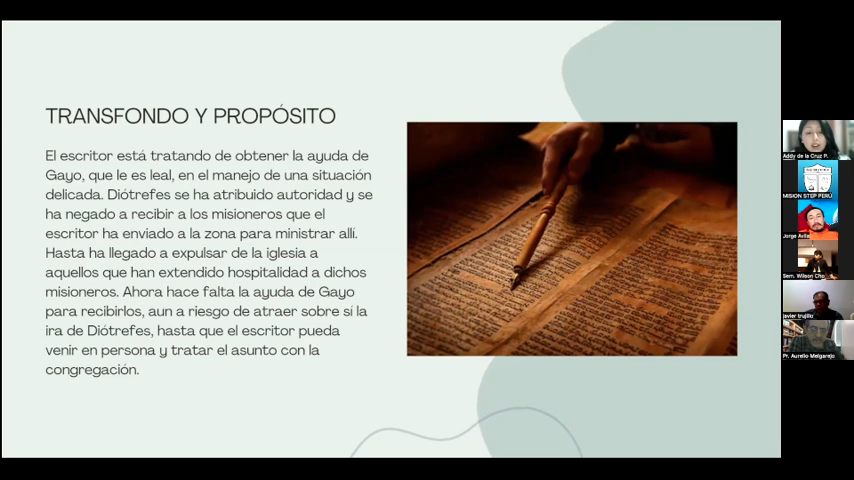 TRANSFONDO Y PROPÓSITO
El escritor está tratando de obtener la ayuda de
Gayo, que le es leal, en el manejo de una situación
delicada. Diótrefes se ha atribuido autoridad y se
ha negado a recibir a los misioneros que el
escritor ha enviado a la zona para ministrar allí.
Hasta ha llegado a expulsar de la iglesia a
aquellos que han extendido hospitalidad a dichos
misioneros. Ahora hace falta la ayuda de Gayo
para recibirlos, aun a riesgo de atraer sobre sí la
ira de Diótrefes, hasta que el escritor pueda
venir en persona y tratar el asunto con la
congregación.
Addy de la Cruz P.
MISION STEP PERÚ
Jorge Avila
Sem. Wilson Cho
javier trujillo
Pr. Aurelio Melgarejo